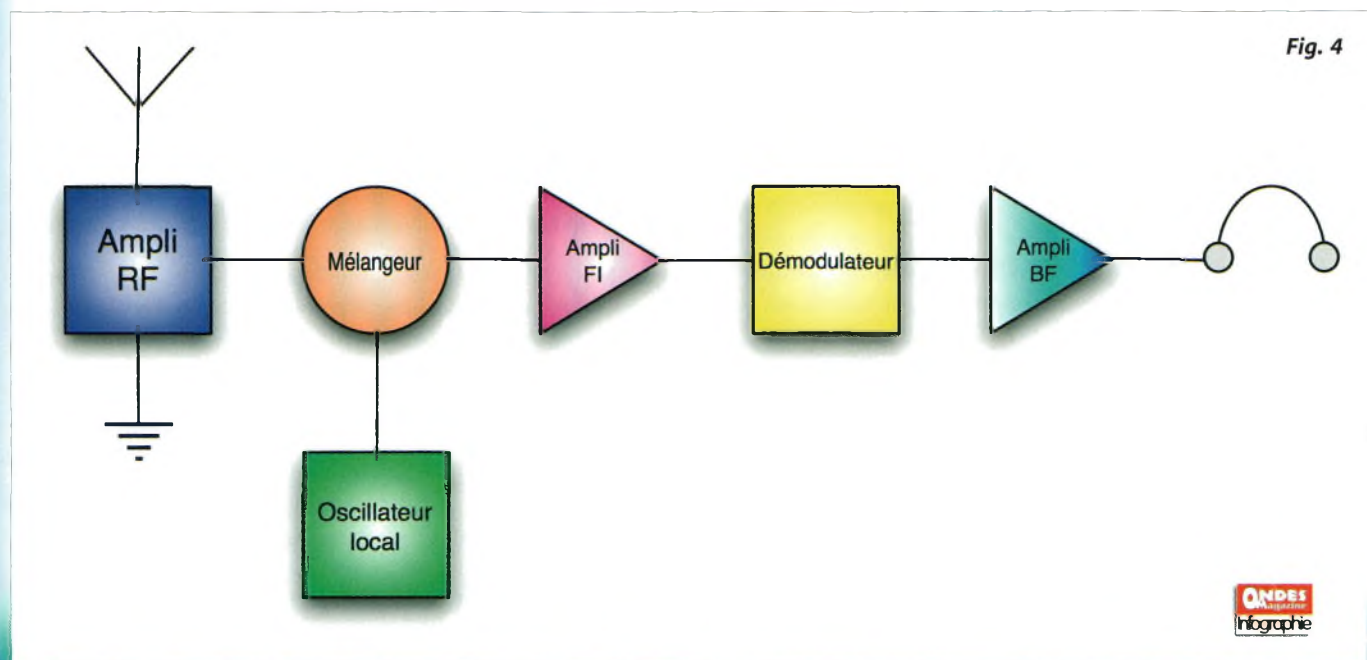 Fig. 4
Ampli
RF
Mélangeur
Ampli
FI
Démodulateur
Ampli
BF
Oscillateur
local
ONDES
Magazine
Infographie